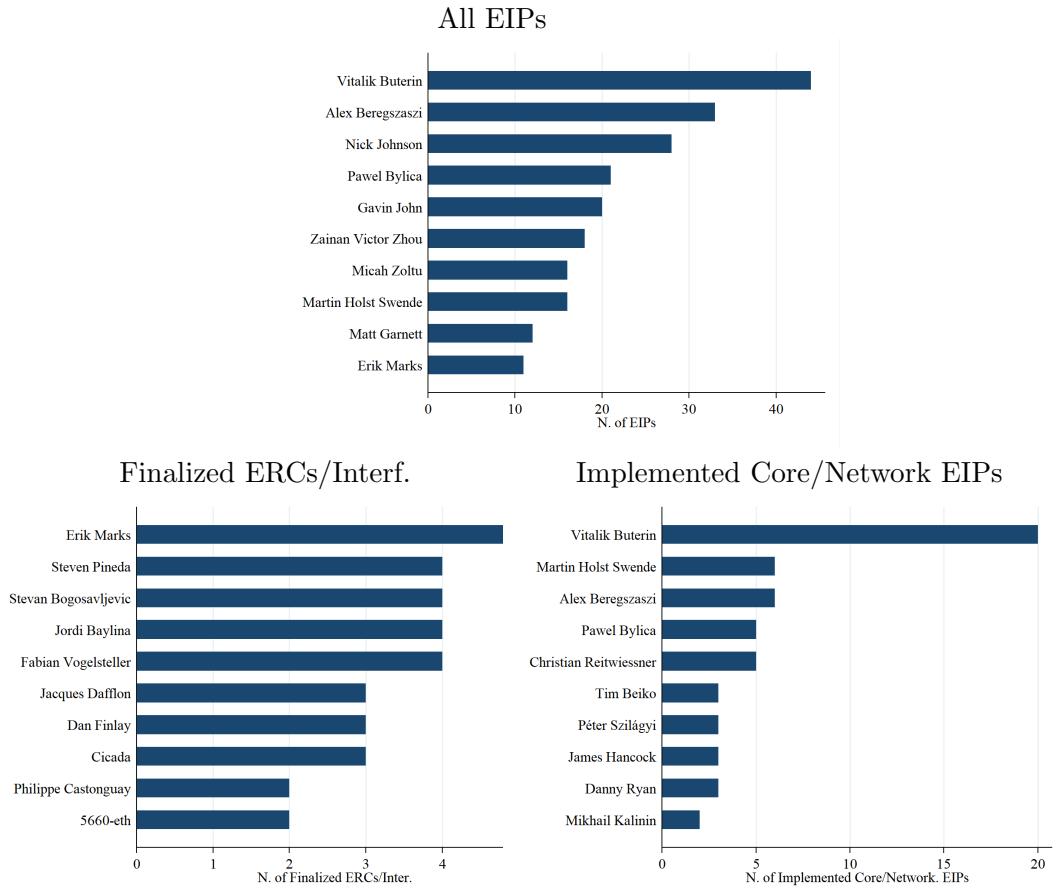 All EIPs
Vitalik Buterin
Alex Beregszaszi
Nick Johnson
Pawel Bylica
Gavin John
Zainan Victor Zhou
Micah Zoltu
Martin Holst Swende
Matt Garnett
Erik Marks
0 10 20 30 40
N. of EIPs
Finalized ERCs/Interf.
Erik Marks
Steven Pineda
Stevan Bogosavljevic
Jordi Baylina
Fabian Vogelsteller
Jacques Dafflon
Dan Finlay
Cicada
Philippe Castonguay
5660-eth
0 1 2 3 4
N. of Finalized ERCs/Inter.
Implemented Core/Network EIPs
Vitalik Buterin
Martin Holst Swende
Alex Beregszaszi
Pawel Bylica
Christian Reitwiessner
Tim Beiko
Péter Szilágyi
James Hancock
Danny Ryan
Mikhail Kalinin
0 5 10 15 20
N. of Implemented Core/Network. EIPs